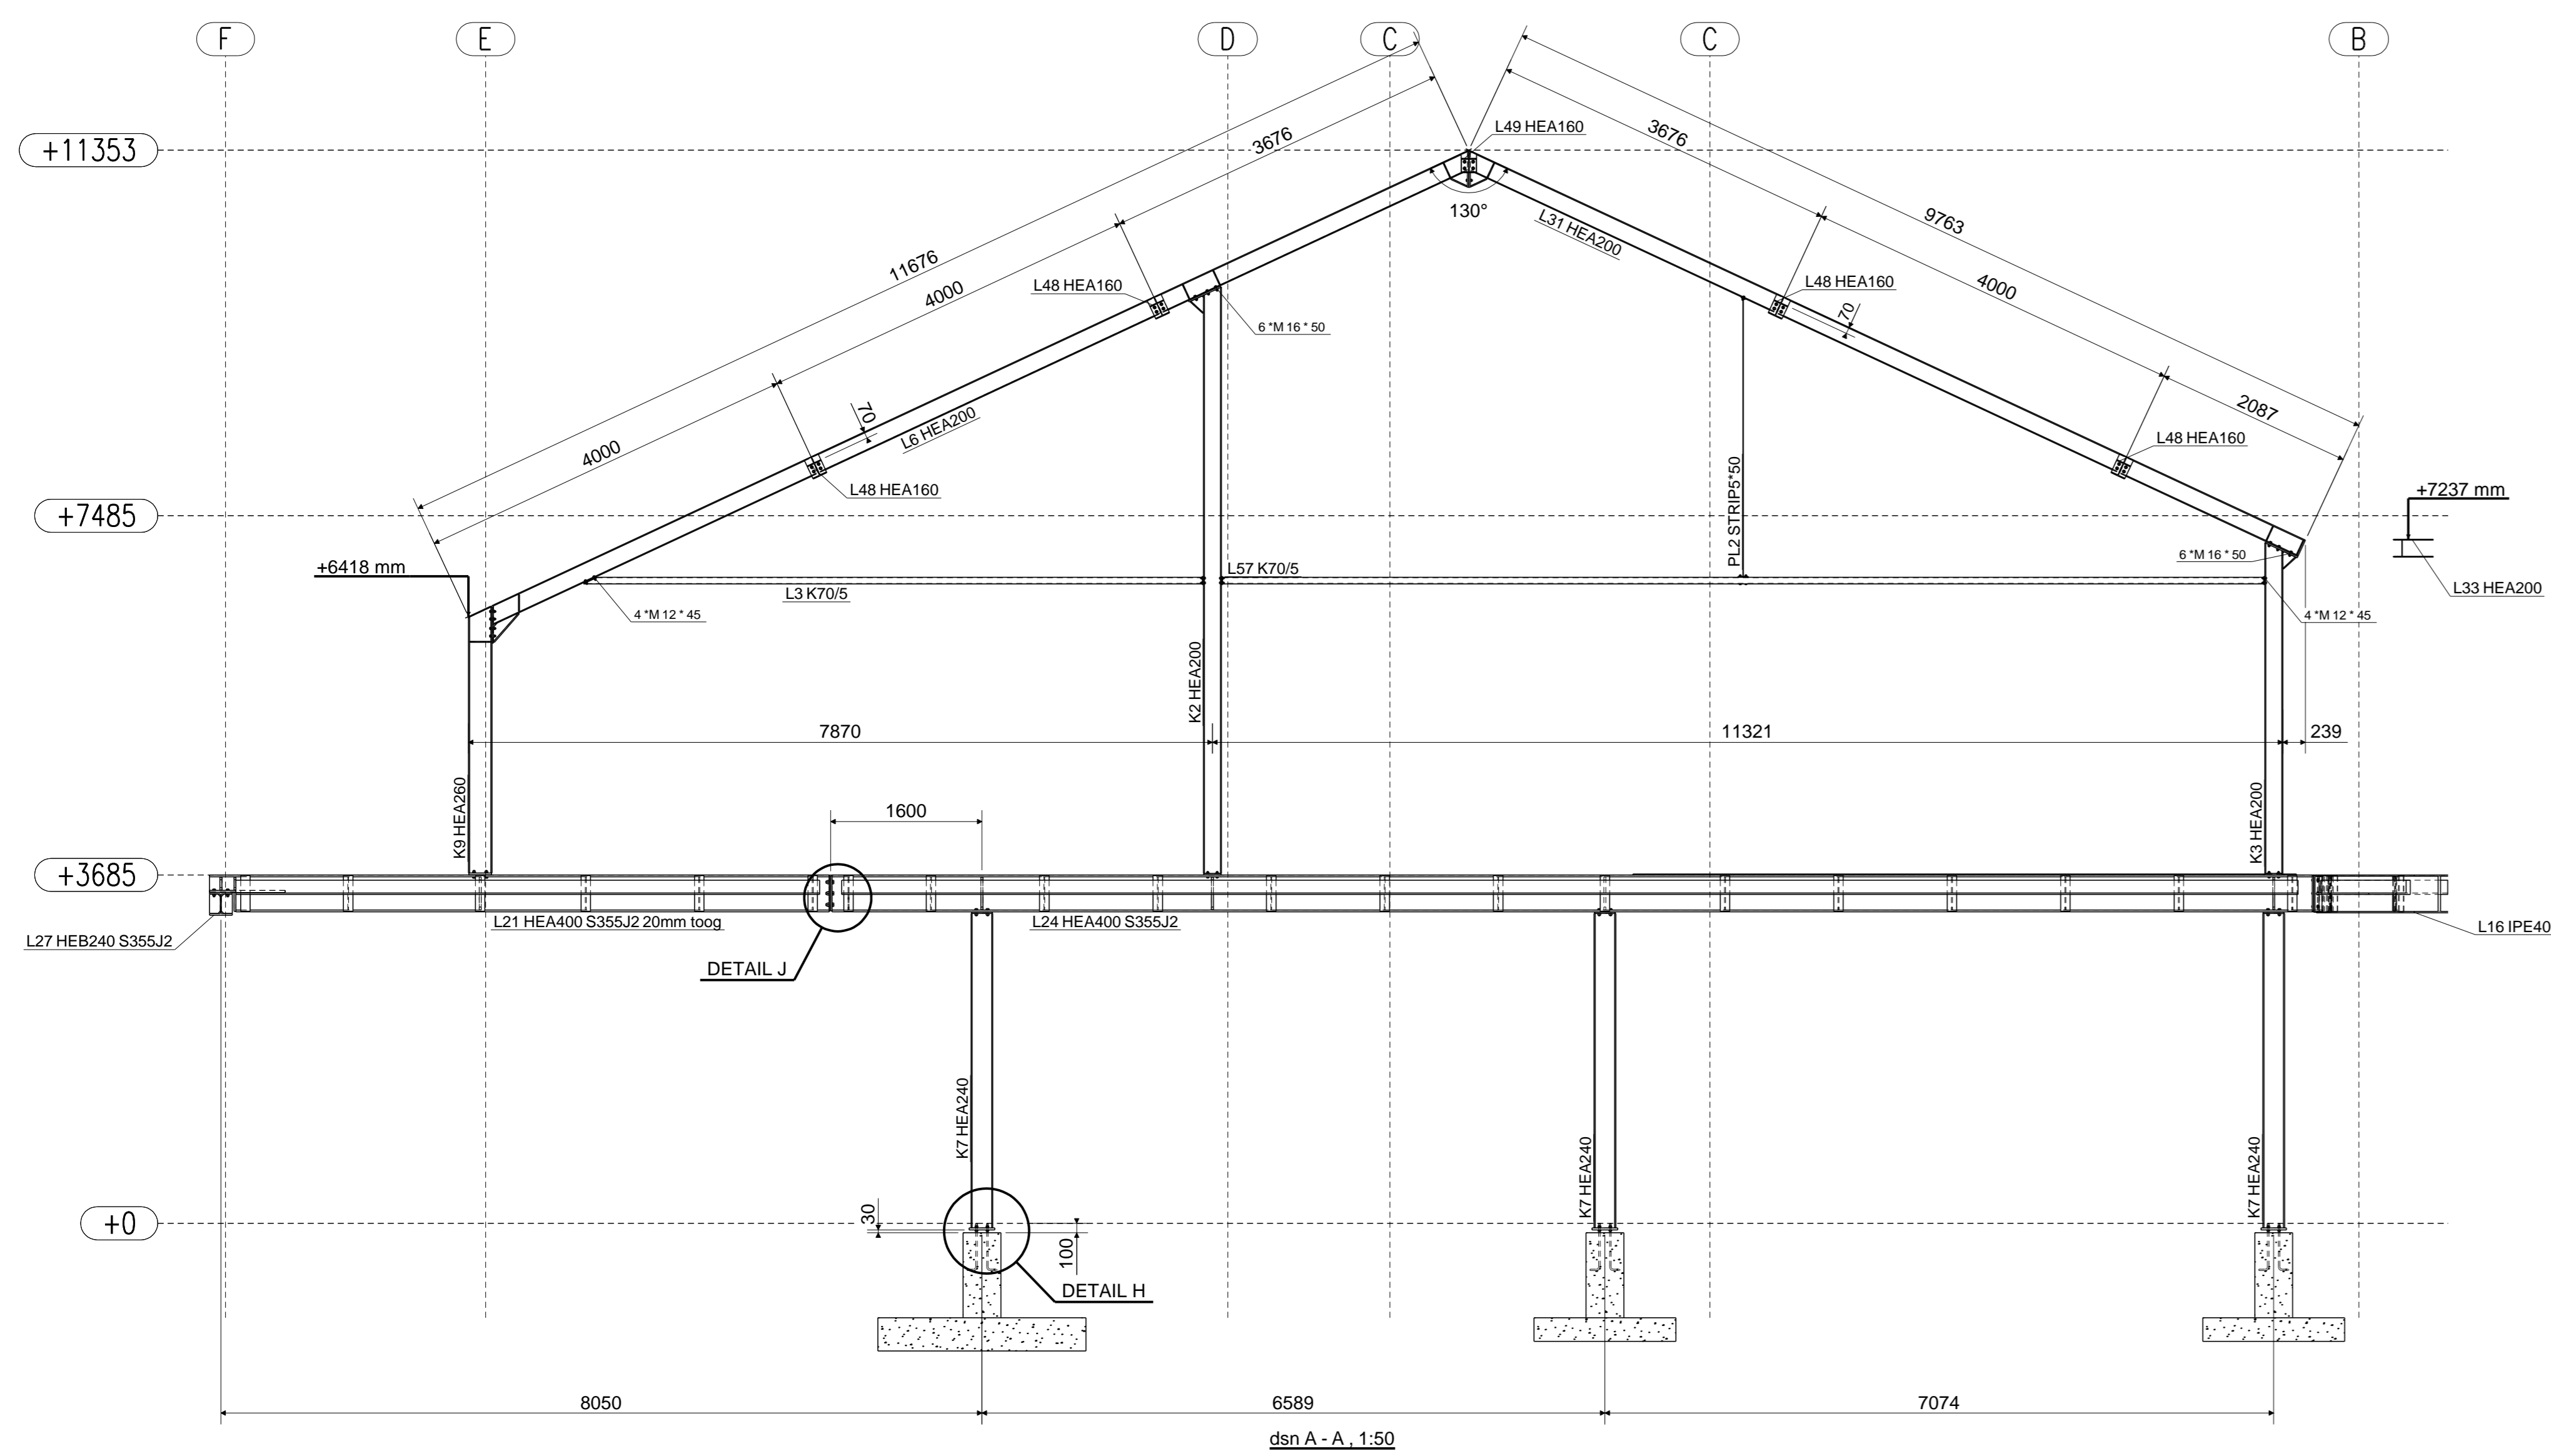 F
E
D
C
C
B
+11353
L49 HEA160
3676
3676
130°
L31 HEA200
9763
11676
4000
L48 HEA160
L48 HEA160
4000
70
6 *M 16 * 50
70
L6 HEA200
4000
L48 HEA160
2087
L48 HEA160
PL2 STRIP5*50
+7485
+7237 mm
+6418 mm
6 *M 16 * 50
L57 K70/5
L3 K70/5
L33 HEA200
4 *M 12 * 45
4 *M 12 * 45
K2 HEA200
7870
11321
239
K9 HEA260
1600
K3 HEA200
+3685
L27 HEB240 S355J2
L21 HEA400 S355J2 20mm toog
L24 HEA400 S355J2
L16 IPE40
DETAIL J
K7 HEA240
K7 HEA240
K7 HEA240
+0
30
100
DETAIL H
8050
6589
7074
dsn A - A , 1:50